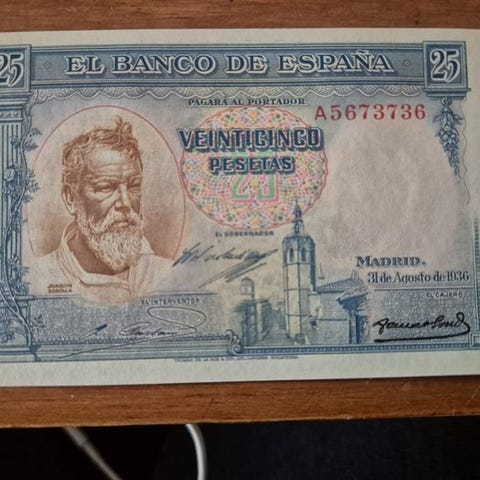 25 EL BANCO DE ESPAÑA 25
PAGARÁ AL PORTADOR
A5673736
VEINTICINCO
PESETAS
25
EL GOBERNADOR
MADRID.
31 de Agosto de 1936
JOAQUIN
SOROLLA
EL INTERVENTOR
EL CAJERO